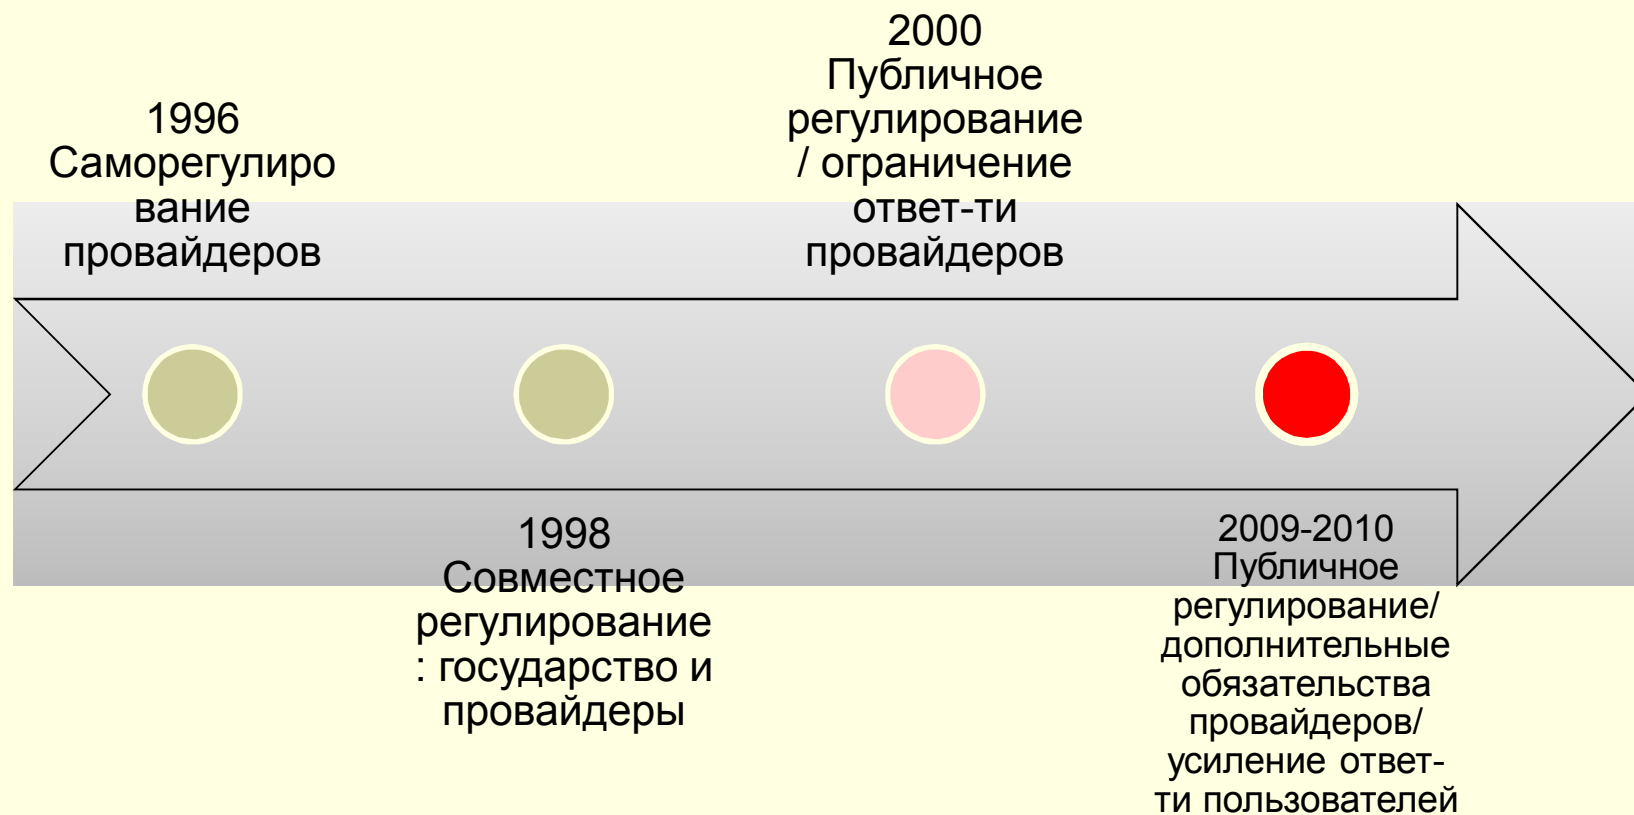 1996
Саморегулиро
вание
провайдеров
1998
Совместное
регулирование
: государство и
провайдеры
2000
Публичное
регулирование
/ ограничение
ответ-ти
провайдеров
2009-2010
Публичное
регулирование/
дополнительные
обязательства
провайдеров/
усиление ответ-
ти пользователей